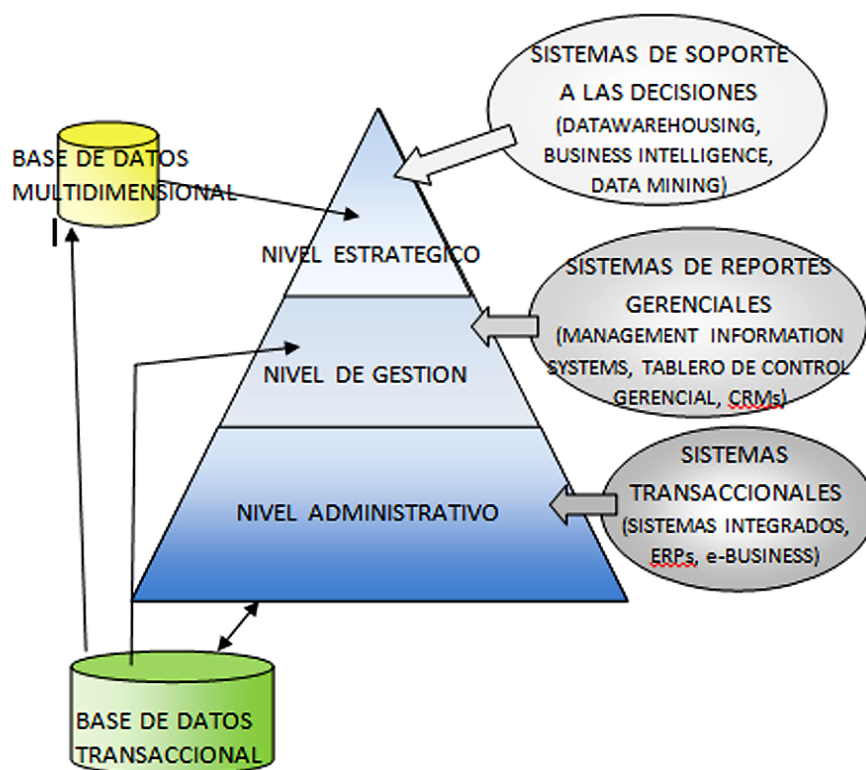 SISTEMAS DE SOPORTE
A LAS DECISIONES
(DATAWAREHOUSING,
BUSINESS INTELLIGENCE,
DATA MINING)
BASE DE DATOS
MULTIDIMENSIONAL
NIVEL ESTRATEGICO
SISTEMAS DE REPORTES
GERENCIALES
(MANAGEMENT INFORMATION
SYSTEMS, TABLERO DE CONTROL
GERENCIAL, CRMs)
NIVEL DE GESTION
SISTEMAS
TRANSACCIONALES
(SISTEMAS INTEGRADOS,
ERPs, e-BUSINESS)
NIVEL ADMINISTRATIVO
BASE DE DATOS
TRANSACCIONAL